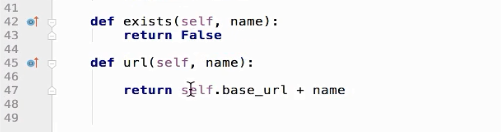 41
42 def exists(self, name):
43 return False
44
45 def url(self, name):
46
47 return self.base_url + name
48
49